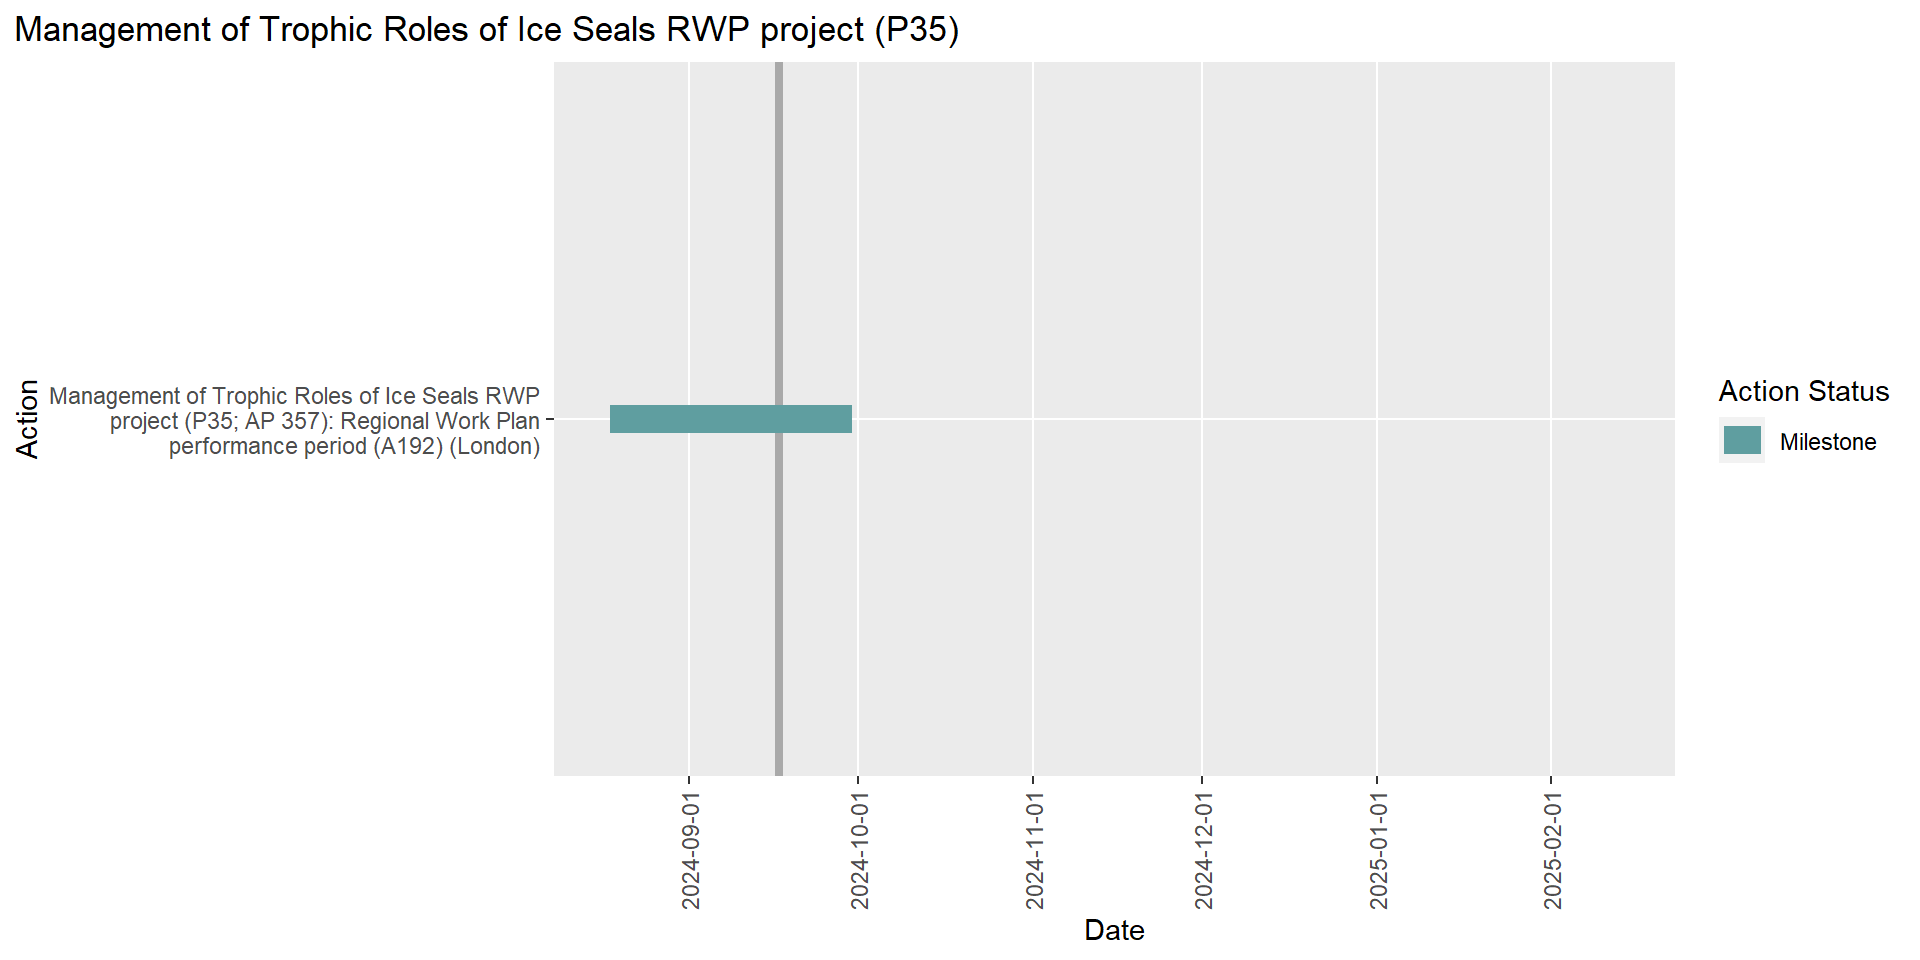 Management of Trophic Roles of Ice Seals RWP project (P35)
Action
Management of Trophic Roles of Ice Seals RWP
project (P35; AP 357): Regional Work Plan
performance period (A192) (London)
Action Status
Milestone
2024-09-01
2024-10-01
2024-11-01
2024-12-01
2025-01-01
2025-02-01
Date